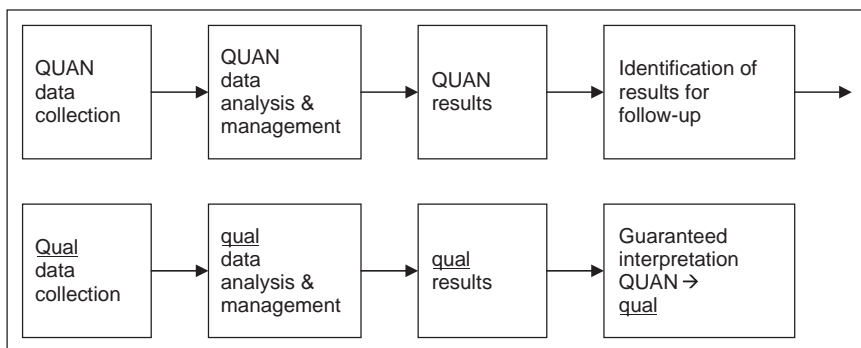 QUAN
data
collection
QUAN
data
analysis &
management
QUAN
results
Identification of
results for
follow-up
Qual
data
collection
qual
data
analysis &
management
qual
results
Guaranteed
interpretation
QUAN →
qual